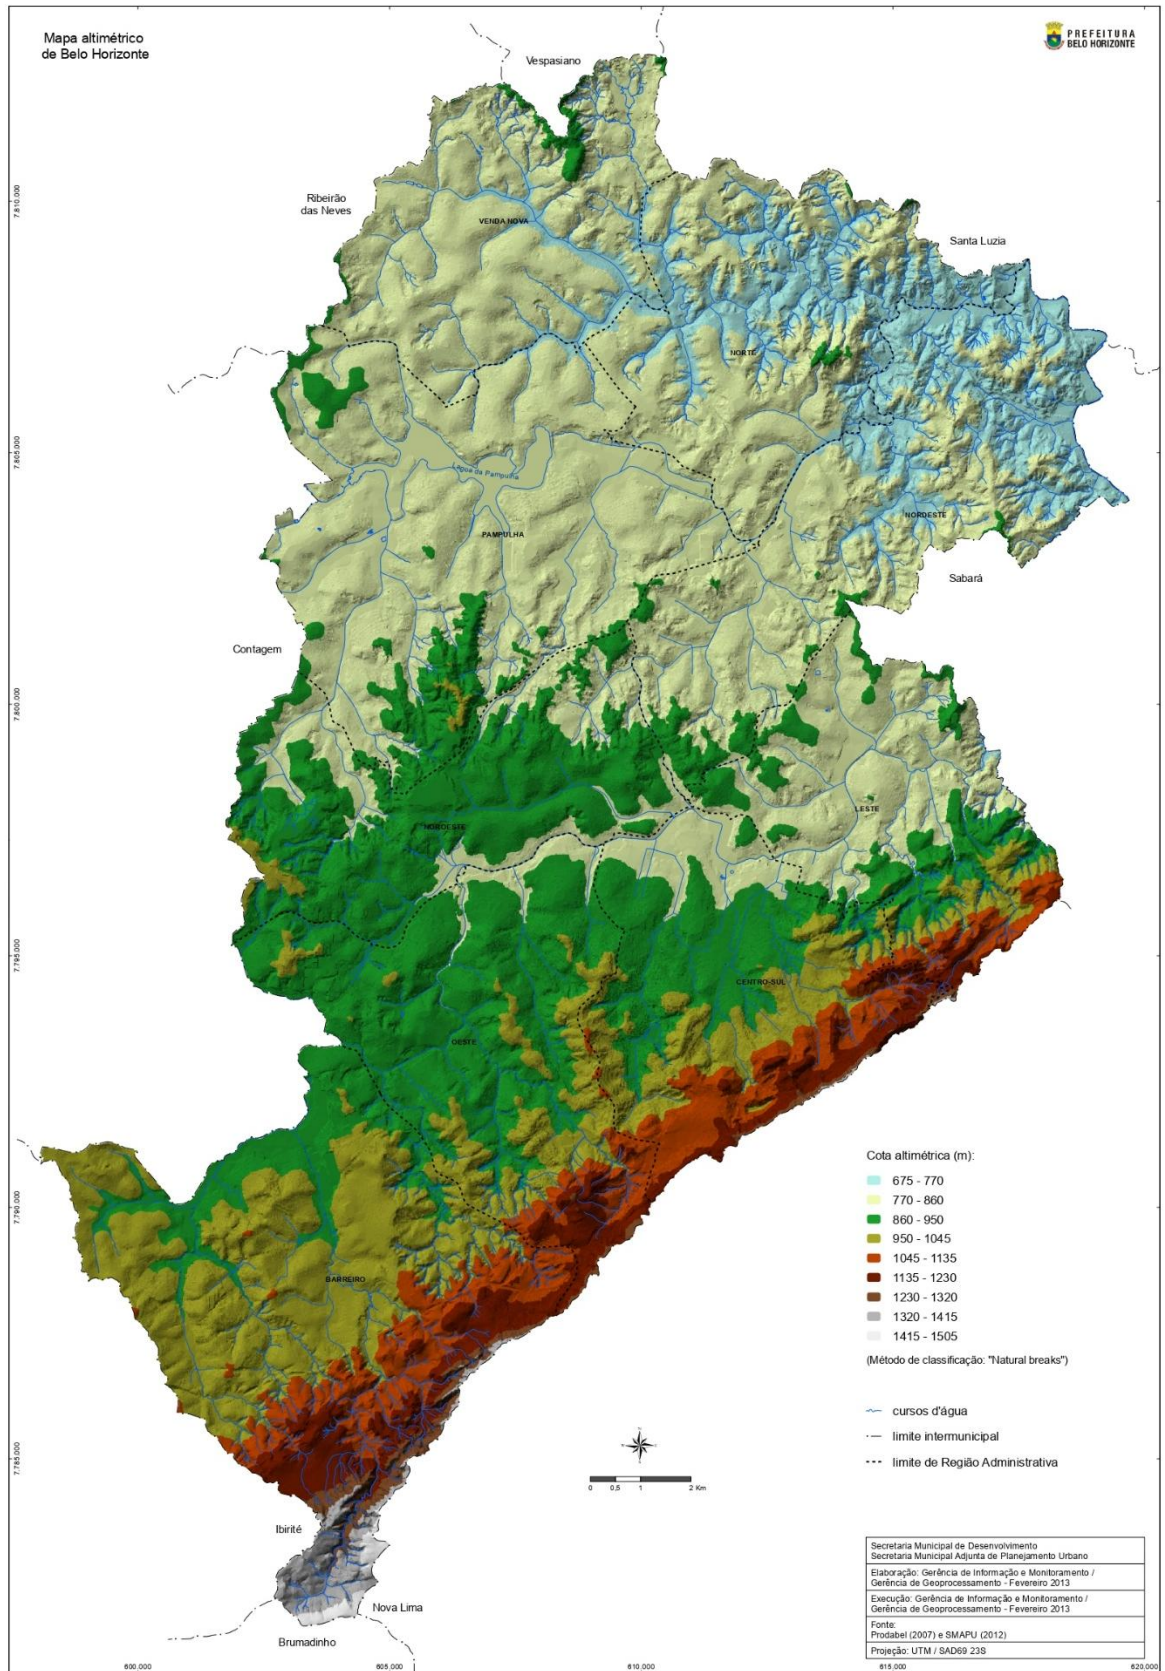 Mapa altimétrico
de Belo Horizonte
PREFEITURA
BELO HORIZONTE
Vespasiano
Ribeirão
das Neves
VENDA NOVA
Santa Luzia
NORTE
Lagoa da Pampulha
NORDESTE
PAMPULHA
Sabará
Contagem
LESTE
NOROESTE
CENTRO-SUL
OESTE
BARREIRO
Ibirité
Nova Lima
Brumadinho
7.810.000
7.805.000
7.800.000
7.795.000
7.790.000
7.785.000
600,000
605,000
610,000
615,000
620,000
Cota altimétrica (m):
675 - 770
770 - 860
860 - 950
950 - 1045
1045 - 1135
1135 - 1230
1230 - 1320
1320 - 1415
1415 - 1505
(Método de classificação: "Natural breaks")
cursos d'água
limite intermunicipal
limite de Região Administrativa
0 0,5 1 2 Km
Secretaria Municipal de Desenvolvimento
Secretaria Municipal Adjunta de Planejamento Urbano
Elaboração: Gerência de Informação e Monitoramento /
Gerência de Geoprocessamento - Fevereiro 2013
Execução: Gerência de Informação e Monitoramento /
Gerência de Geoprocessamento - Fevereiro 2013
Fonte:
Prodabel (2007) e SMAPU (2012)
Projeção: UTM / SAD69 23S